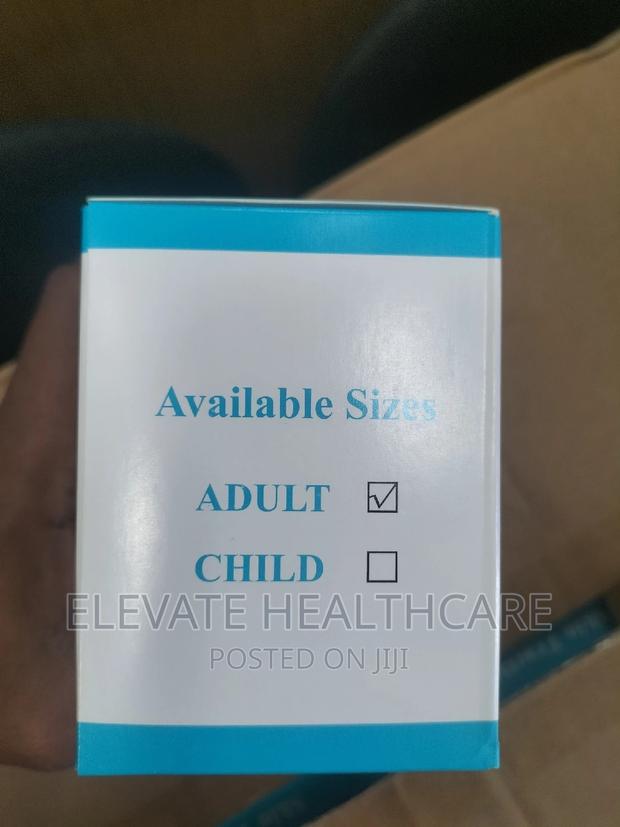 Available Sizes
ADULT
CHILD
ELEVATE HEALTHCARE
POSTED ON JIJI